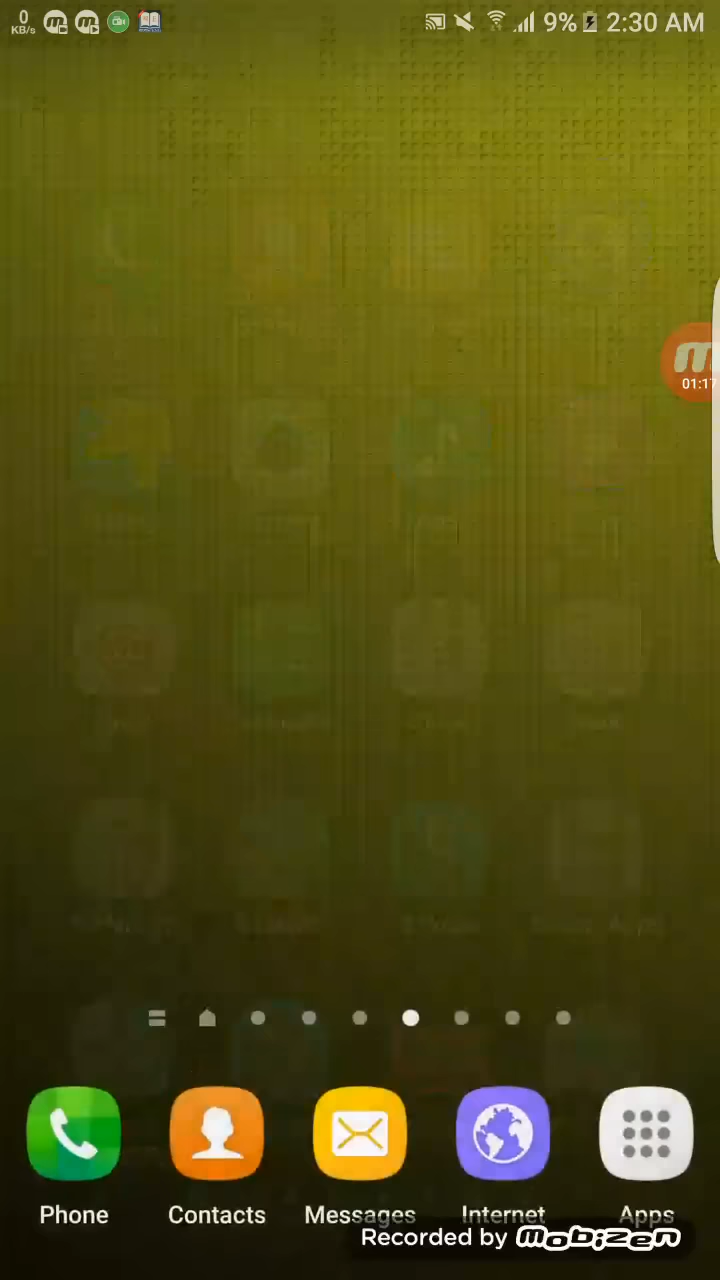 0
KB/s
9%
2:30 AM
01:17
Phone
Contacts
Messages
Internet
Apps
Recorded by mobizen